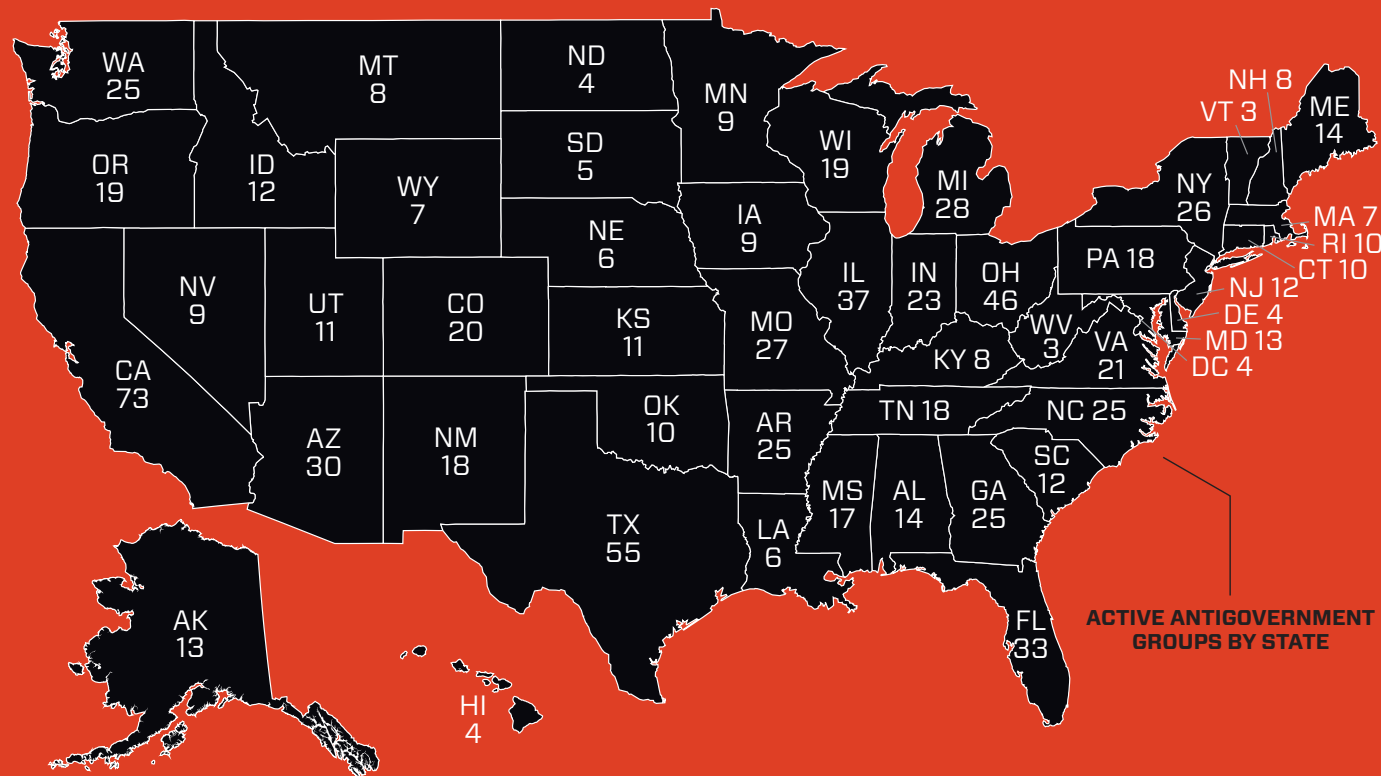 WA
25
MT
8
ND
4
MN
9
NH 8
VT 3
ME
14
OR
19
ID
12
WY
7
SD
5
WI
19
MI
28
NY
26
MA 7
RI 10
CT 10
NJ 12
DE 4
MD 13
DC 4
NE
6
IA
9
IL
37
IN
23
OH
46
PA 18
NV
9
UT
11
CO
20
KS
11
MO
27
KY 8
WV
3
VA
21
CA
73
AZ
30
NM
18
OK
10
AR
25
TN 18
NC 25
SC
12
TX
55
LA
6
MS
17
AL
14
GA
25
FL
33
AK
13
HI
4
ACTIVE ANTIGOVERNMENT
GROUPS BY STATE